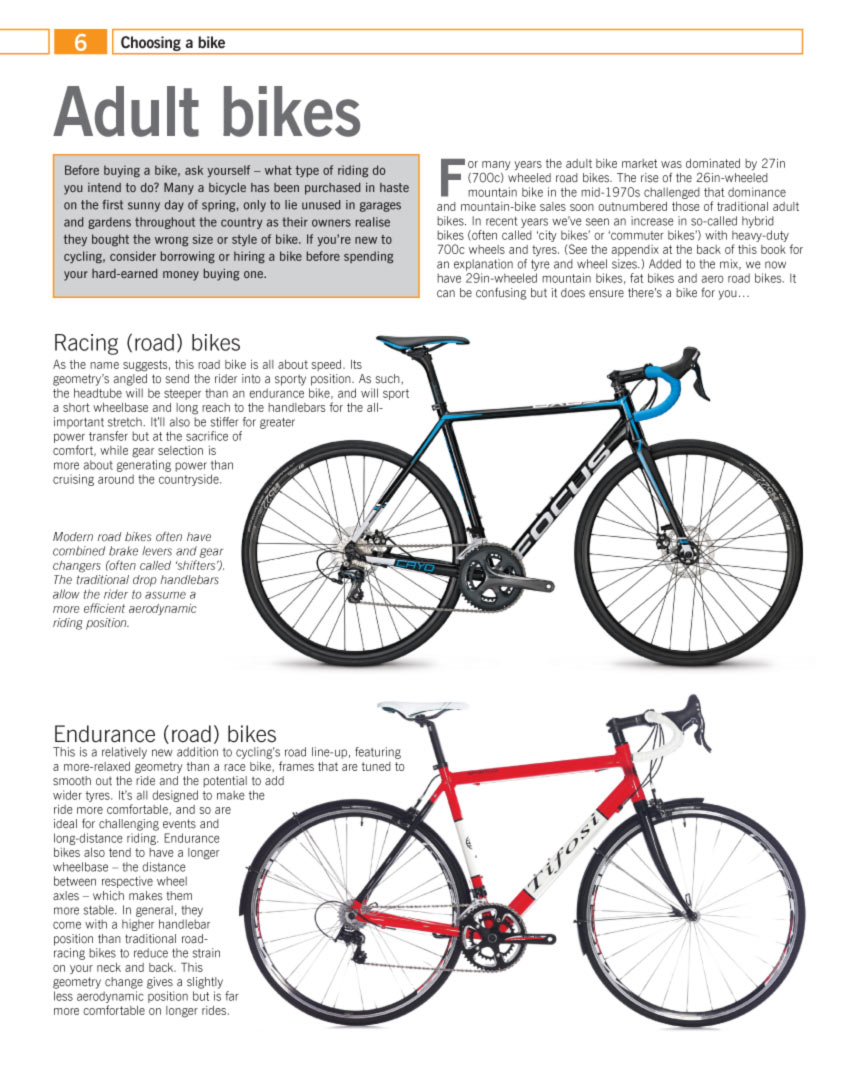 6
Choosing a bike
Adult bikes
Before buying a bike, ask yourself – what type of riding do
you intend to do? Many a bicycle has been purchased in haste
on the first sunny day of spring, only to lie unused in garages
and gardens throughout the country as their owners realise
they bought the wrong size or style of bike. If you're new to
cycling, consider borrowing or hiring a bike before spending
your hard-earned money buying one.
For many years the adult bike market was dominated by 27in
(700c) wheeled road bikes. The rise of the 26in-wheeled
mountain bike in the mid-1970s challenged that dominance
and mountain-bike sales soon outnumbered those of traditional adult
bikes. In recent years we've seen an increase in so-called hybrid
bikes (often called 'city bikes' or 'commuter bikes') with heavy-duty
700c wheels and tyres. (See the appendix at the back of this book for
an explanation of tyre and wheel sizes.) Added to the mix, we now
have 29in-wheeled mountain bikes, fat bikes and aero road bikes. It
can be confusing but it does ensure there's a bike for you…
Racing (road) bikes
As the name suggests, this road bike is all about speed. Its
geometry's angled to send the rider into a sporty position. As such,
the headtube will be steeper than an endurance bike, and will sport
a short wheelbase and long reach to the handlebars for the all-
important stretch. It'll also be stiffer for greater
power transfer but at the sacrifice of
comfort, while gear selection is
more about generating power than
cruising around the countryside.
Modern road bikes often have
combined brake levers and gear
changers (often called 'shifters').
The traditional drop handlebars
allow the rider to assume a
more efficient aerodynamic
riding position.
FOCUS
CAYO
Endurance (road) bikes
This is a relatively new addition to cycling's road line-up, featuring
a more-relaxed geometry than a race bike, frames that are tuned to
smooth out the ride and the potential to add
wider tyres. It's all designed to make the
ride more comfortable, and so are
ideal for challenging events and
long-distance riding. Endurance
bikes also tend to have a longer
wheelbase – the distance
between respective wheel
axles – which makes them
more stable. In general, they
come with a higher handlebar
position than traditional road-
racing bikes to reduce the strain
on your neck and back. This
geometry change gives a slightly
less aerodynamic position but is far
more comfortable on longer rides.
Tifosi